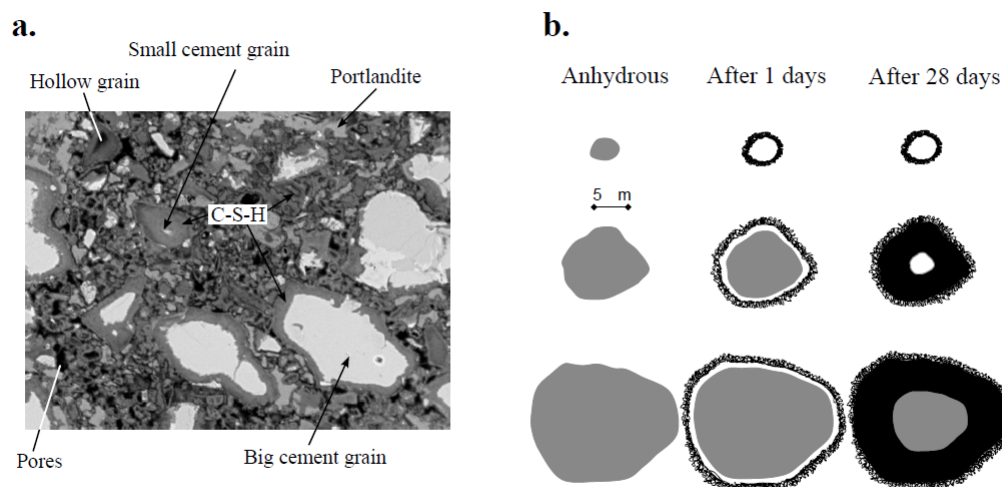 a.
Small cement grain
Hollow grain
Portlandite
C-S-H
Pores
Big cement grain
b.
Anhydrous
After 1 days
After 28 days
5 m